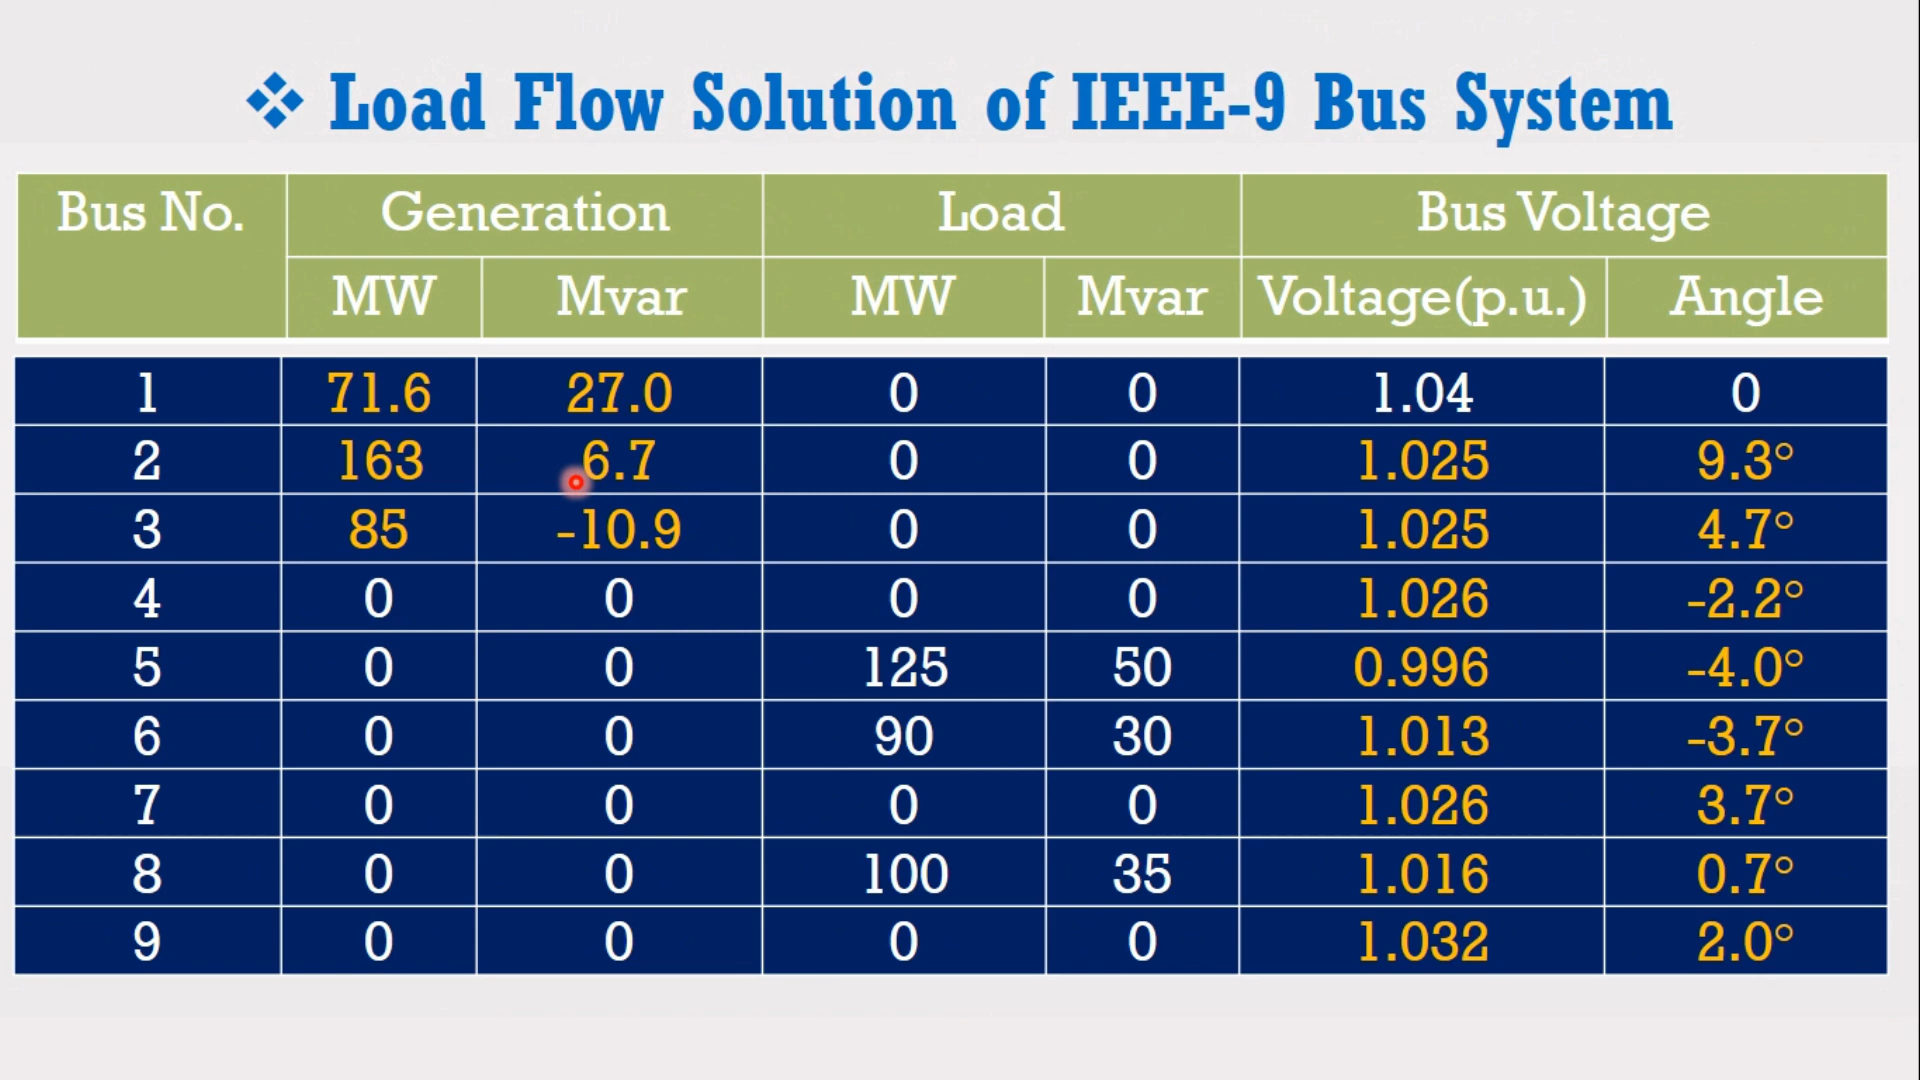 ❖ Load Flow Solution of IEEE-9 Bus System
Bus No. Generation Load Bus Voltage
MW Mvar MW Mvar Voltage(p.u.) Angle
1 71.6 27.0 0 0 1.04 0
2 163 6.7 0 0 1.025 9.3°
3 85 -10.9 0 0 1.025 4.7°
4 0 0 0 0 1.026 -2.2°
5 0 0 125 50 0.996 -4.0°
6 0 0 90 30 1.013 -3.7°
7 0 0 0 0 1.026 3.7°
8 0 0 100 35 1.016 0.7°
9 0 0 0 0 1.032 2.0°